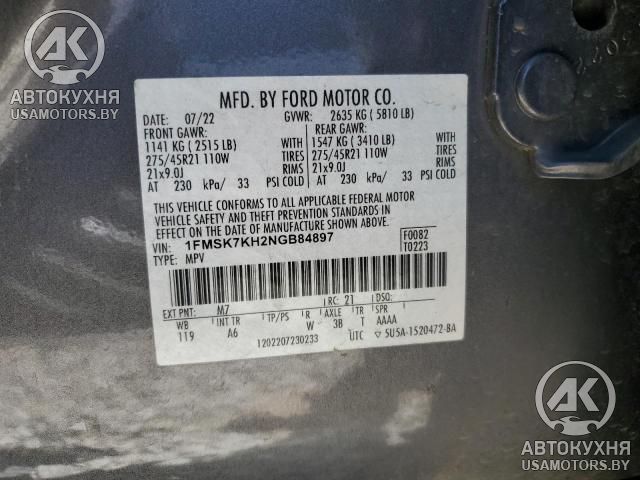 AK
АВТОКУХНЯ
USAMOTORS.BY
MFD. BY FORD MOTOR CO.
DATE: 07/22 GVWR: 2635 KG ( 5810 LB)
FRONT GAWR: REAR GAWR:
1141 KG ( 2515 LB) WITH 1547 KG ( 3410 LB) WITH
275/45R21 110W TIRES 275/45R21 110W TIRES
21x9.0J RIMS 21x9.0J RIMS
AT 230 kPa/ 33 PSI COLD AT 230 kPa/ 33 PSI COLD
THIS VEHICLE CONFORMS TO ALL APPLICABLE FEDERAL MOTOR
VEHICLE SAFETY AND THEFT PREVENTION STANDARDS IN
EFFECT ON THE DATE OF MANUFACTURE SHOWN ABOVE.
VIN: 1FMSK7KH2NGB84897 F0082
TYPE: MPV T0223
EXT PNT: M7 RC: 21 DSO:
WB INT TR TP/PS R AXLE TR SPR
119 A6 W 3B T AAAA
1202207230233 UTC ▽ 5U5A-1520472-BA
AK
АВТОКУХНЯ
USAMOTORS.BY